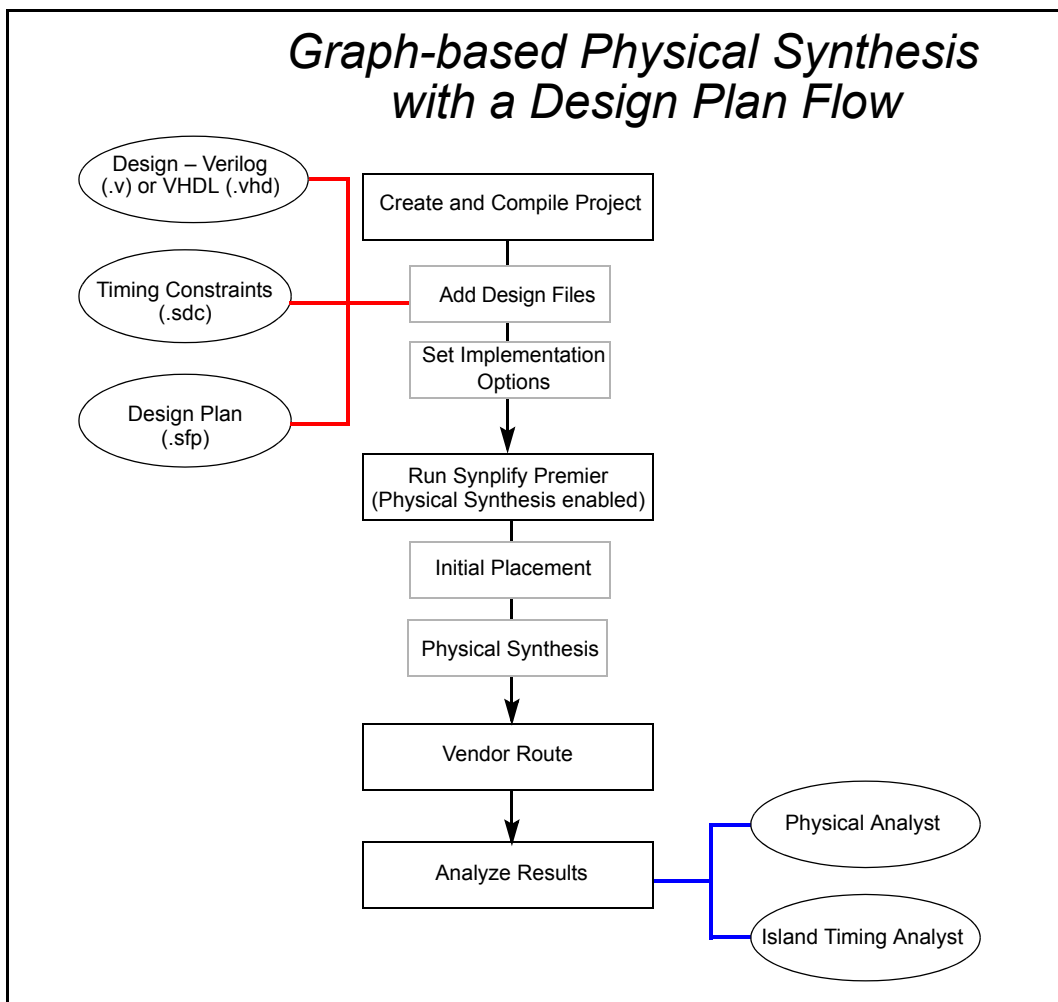 Graph-based Physical Synthesis
with a Design Plan Flow
Design – Verilog
(.v) or VHDL (.vhd)
Create and Compile Project
Timing Constraints
(.sdc)
Add Design Files
Set Implementation
Options
Design Plan
(.sfp)
Run Synplify Premier
(Physical Synthesis enabled)
Initial Placement
Physical Synthesis
Vendor Route
Physical Analyst
Analyze Results
Island Timing Analyst